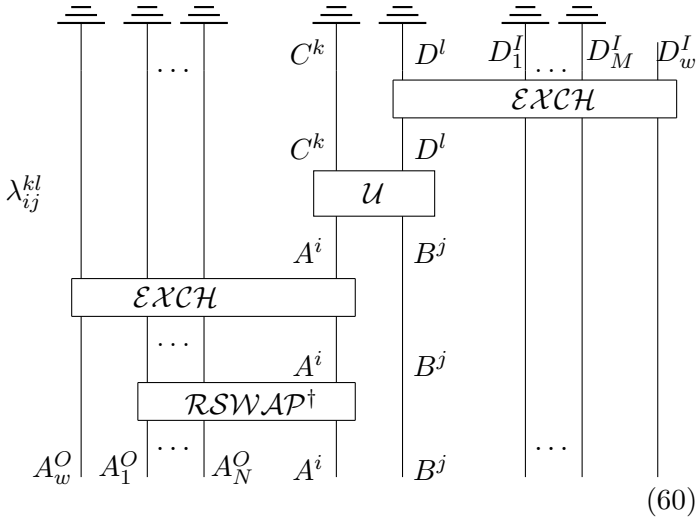 C^k D^l D_1^I … D_M^I D_w^I
…
ℰ𝒳𝒞ℋ
C^k D^l
λ_{ij}^{kl}
𝒰
A^i B^j
ℰ𝒳𝒞ℋ
…
A^i B^j
ℛ𝒮𝒲𝒜𝒫^†
… …
A_w^O A_1^O A_N^O A^i B^j
(60)